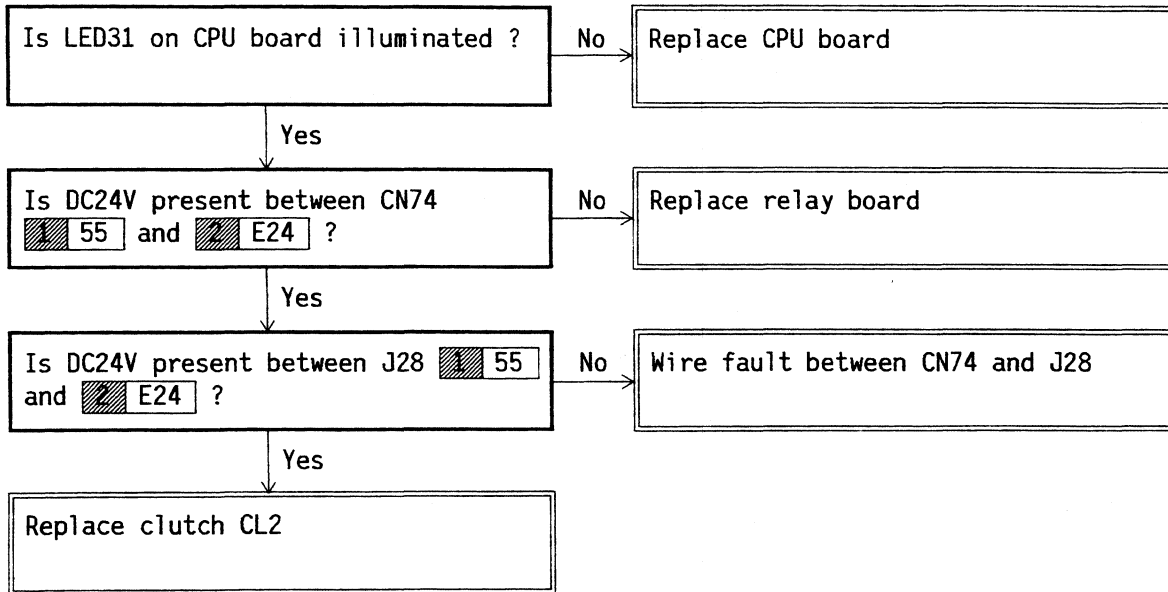 Is LED31 on CPU board illuminated ?
No
Replace CPU board
Yes
Is DC24V present between CN74
1 55 and 2 E24 ?
No
Replace relay board
Yes
Is DC24V present between J28 1 55
and 2 E24 ?
No
Wire fault between CN74 and J28
Yes
Replace clutch CL2